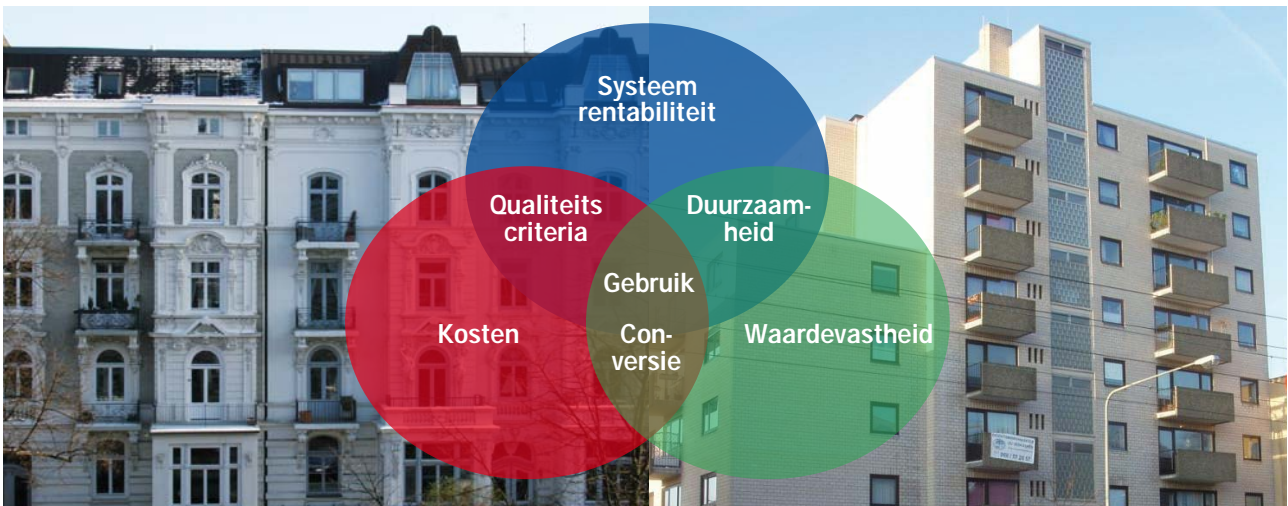 Systeem
rentabiliteit
Qualiteits
criteria
Duurzaam-
heid
Gebruik
Kosten
Con-
versie
Waardevastheid